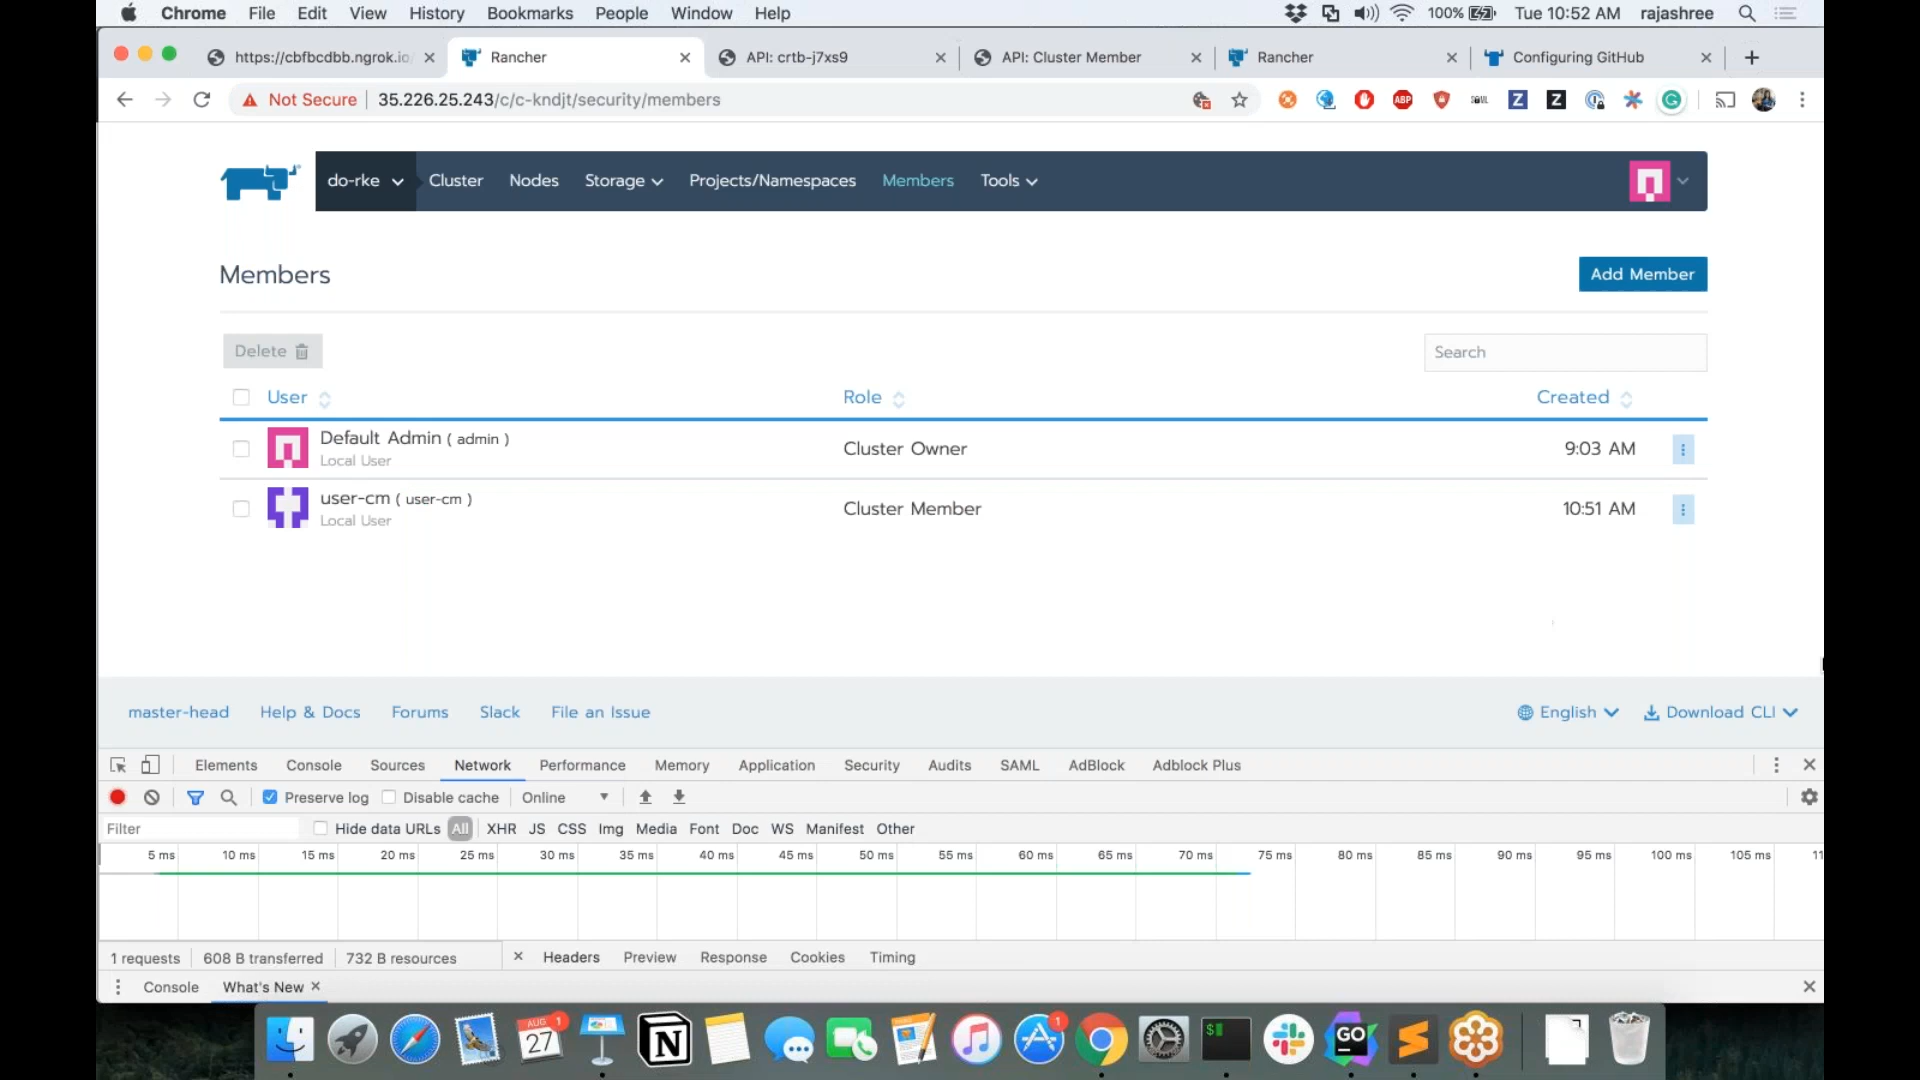 Chrome File Edit View History Bookmarks People Window Help 100% Tue 10:52 AM rajashree
https://cbfbcdbb.ngrok.io Rancher API: crtb-j7xs9 API: Cluster Member Rancher Configuring GitHub
Not Secure 35.226.25.243/c/c-kndjt/security/members ABP SAML Z Z
do-rke Cluster Nodes Storage Projects/Namespaces Members Tools
Members Add Member
Delete Search
User Role Created
Default Admin ( admin ) Cluster Owner 9:03 AM
Local User
user-cm ( user-cm ) Cluster Member 10:51 AM
Local User
master-head Help & Docs Forums Slack File an Issue English Download CLI
Elements Console Sources Network Performance Memory Application Security Audits SAML AdBlock Adblock Plus
Preserve log Disable cache Online
Filter Hide data URLs All XHR JS CSS Img Media Font Doc WS Manifest Other
5 ms 10 ms 15 ms 20 ms 25 ms 30 ms 35 ms 40 ms 45 ms 50 ms 55 ms 60 ms 65 ms 70 ms 75 ms 80 ms 85 ms 90 ms 95 ms 100 ms 105 ms 11
1 requests 608 B transferred 732 B resources Headers Preview Response Cookies Timing
Console What's New
AUG 27 1 N 1 $ GO